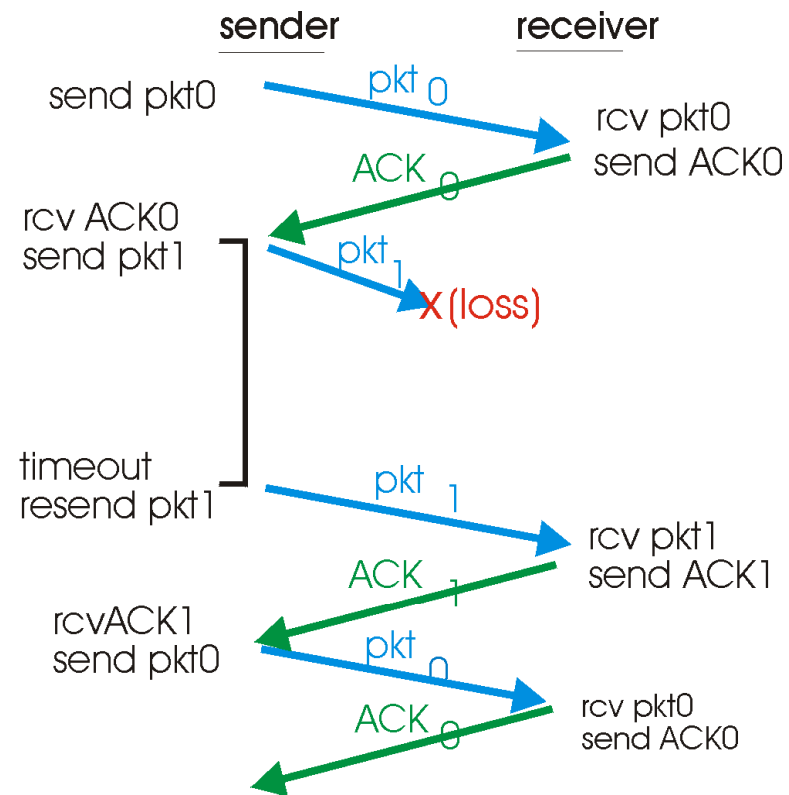 sender
receiver
send pkt0
pkt 0
rcv pkt0
send ACK0
ACK 0
rcv ACK0
send pkt1
pkt 1
X (loss)
timeout
resend pkt1
pkt 1
rcv pkt1
send ACK1
ACK 1
rcvACK1
send pkt0
pkt 0
rcv pkt0
send ACK0
ACK 0